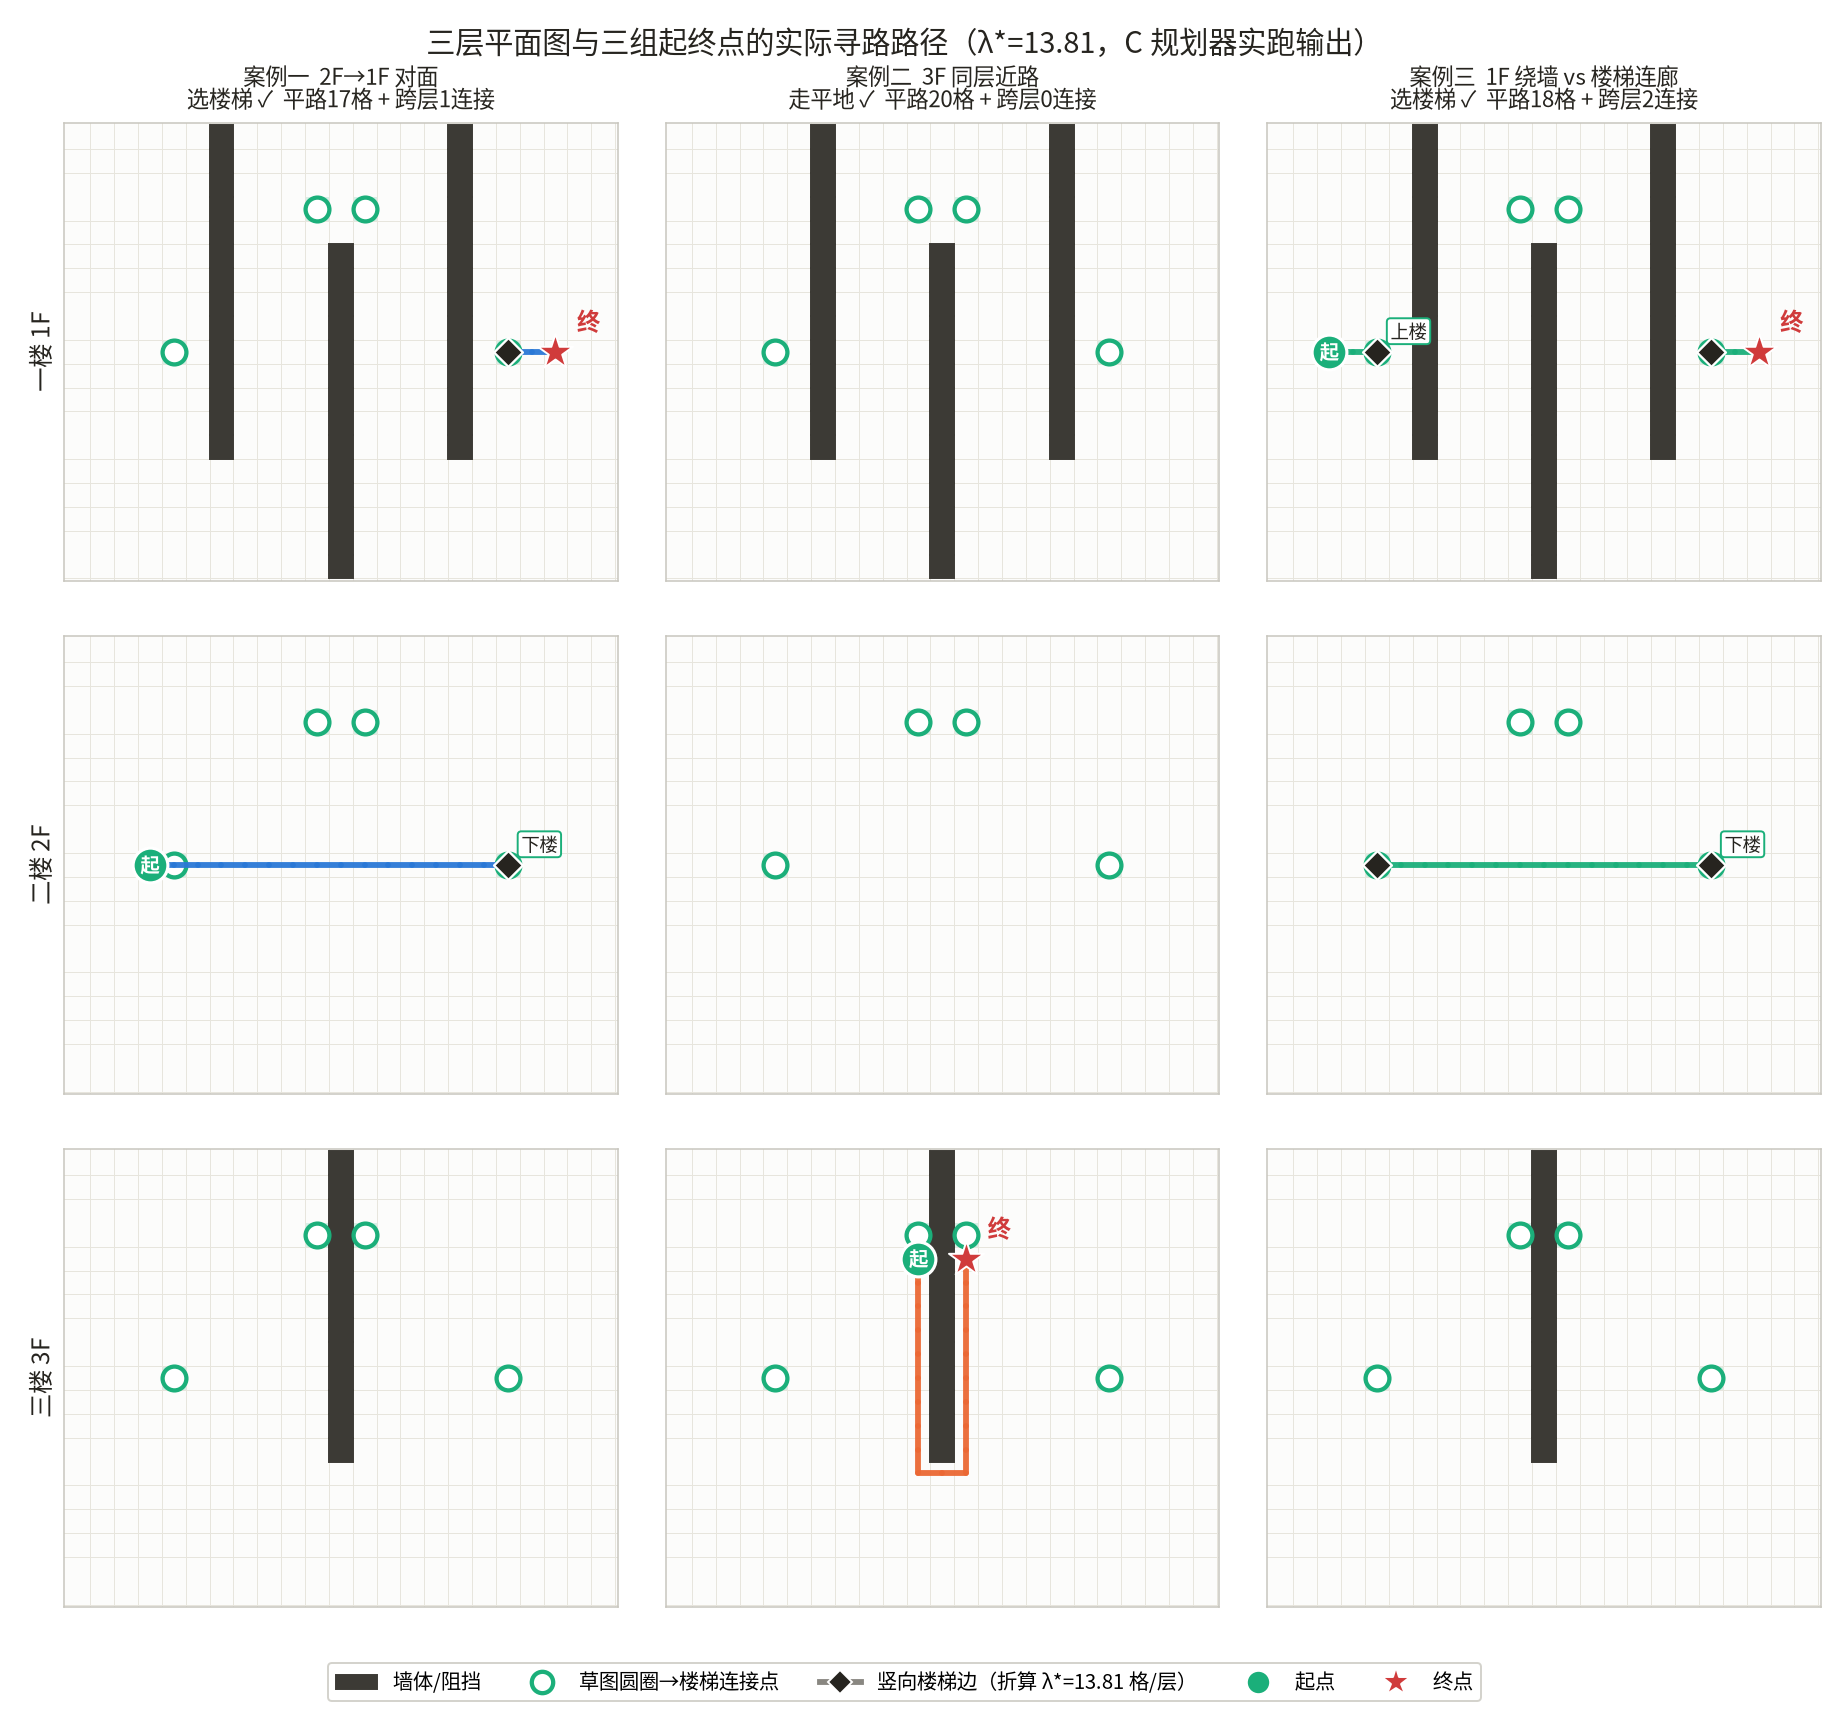 三层平面图与三组起终点的实际寻路路径（λ*=13.81，C 规划器实跑输出）
案例一 2F→1F 对面
选楼梯 ✓ 平路17格 + 跨层1连接
案例二 3F 同层近路
走平地 ✓ 平路20格 + 跨层0连接
案例三 1F 绕墙 vs 楼梯连廊
选楼梯 ✓ 平路18格 + 跨层2连接
一楼 1F
终
起
上楼
终
二楼 2F
起
下楼
下楼
三楼 3F
起
终
墙体/阻挡
草图圆圈→楼梯连接点
竖向楼梯边（折算 λ*=13.81 格/层）
起点
终点